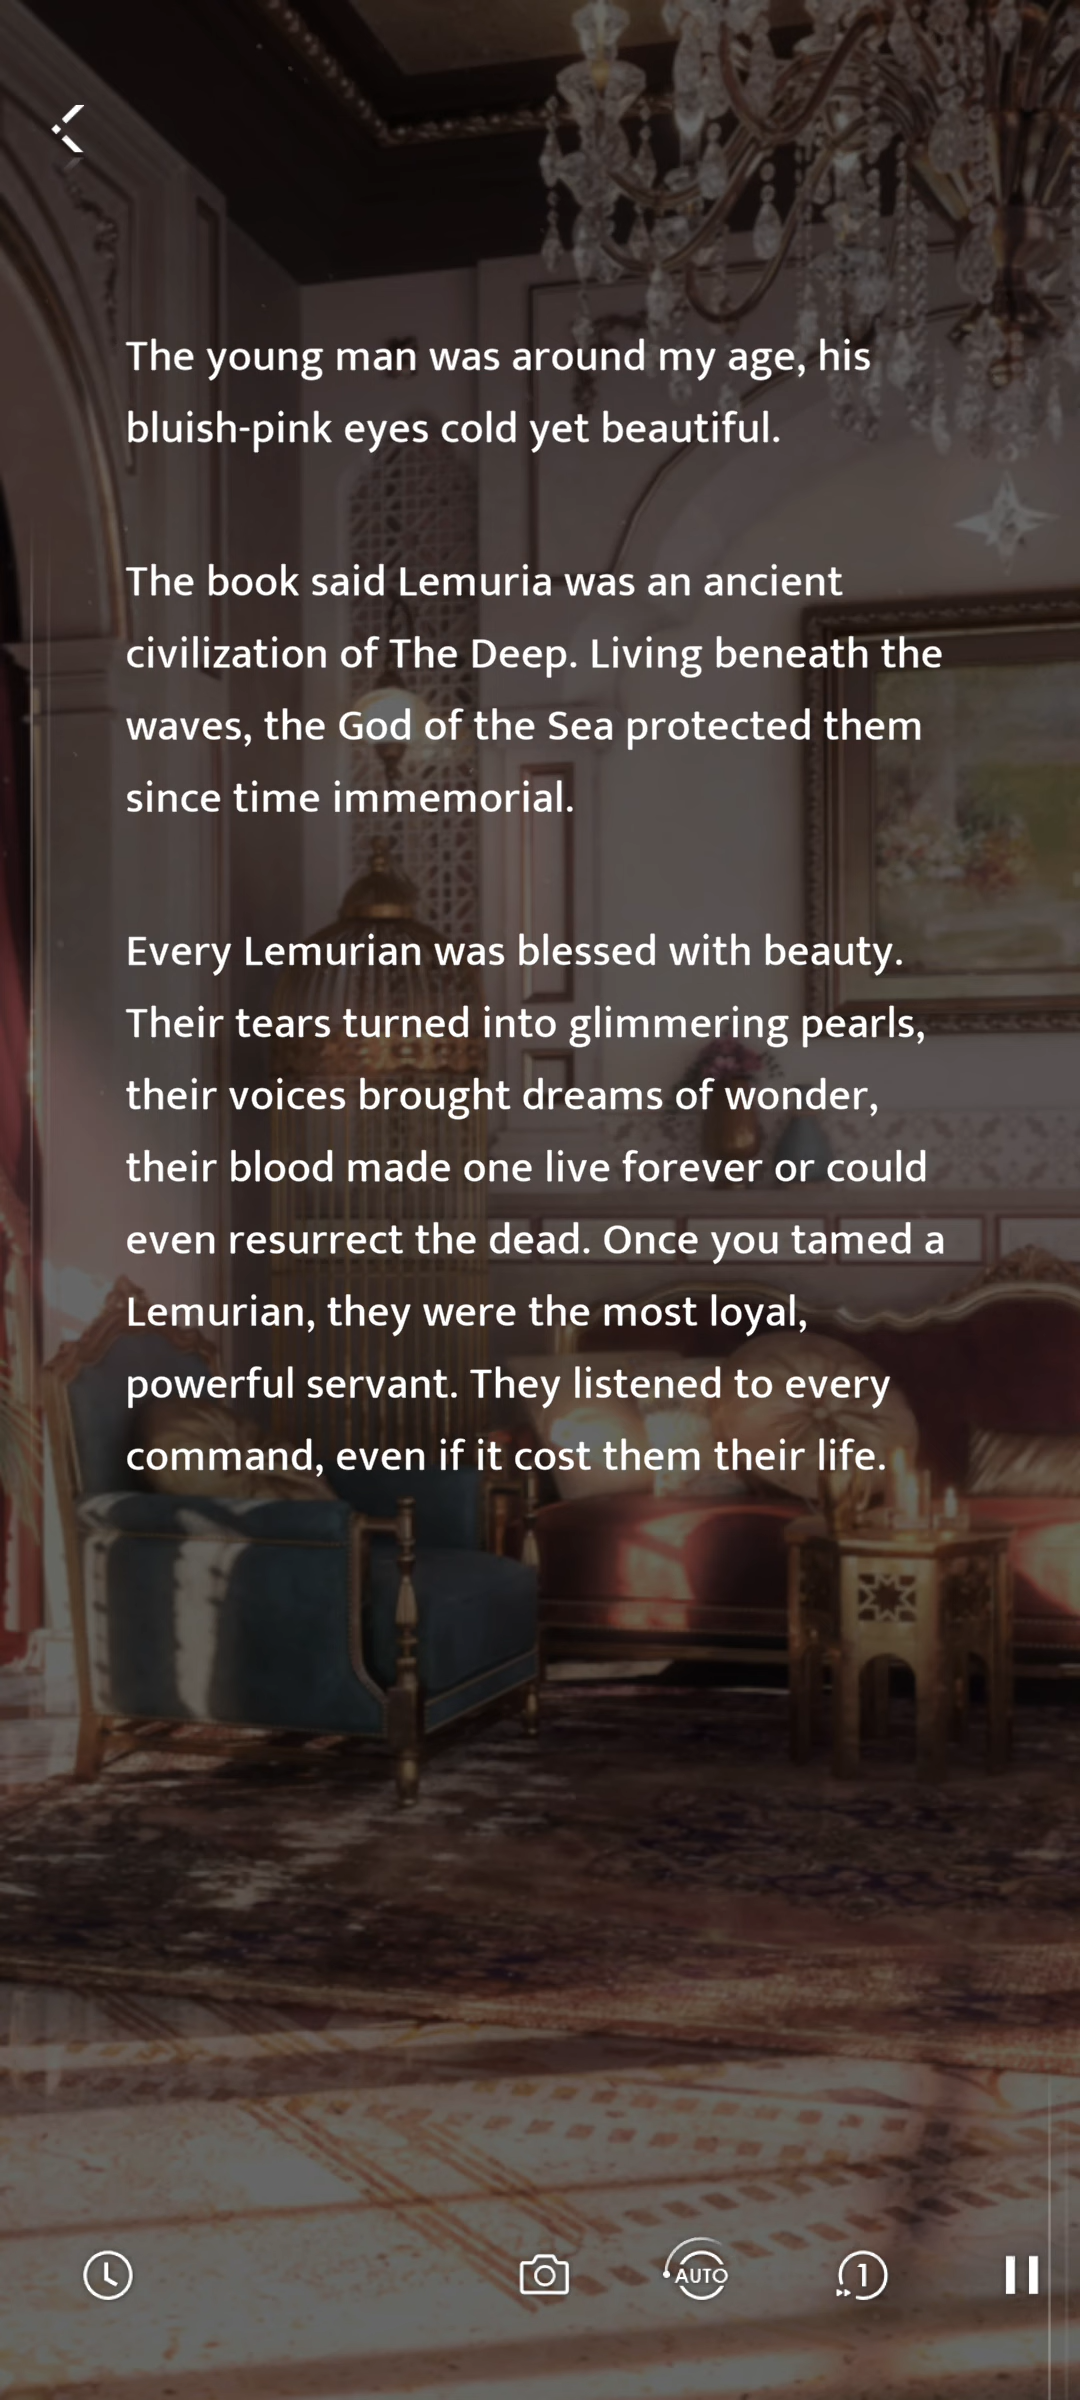 The young man was around my age, his
bluish-pink eyes cold yet beautiful.
The book said Lemuria was an ancient
civilization of The Deep. Living beneath the
waves, the God of the Sea protected them
since time immemorial.
Every Lemurian was blessed with beauty.
Their tears turned into glimmering pearls,
their voices brought dreams of wonder,
their blood made one live forever or could
even resurrect the dead. Once you tamed a
Lemurian, they were the most loyal,
powerful servant. They listened to every
command, even if it cost them their life.
AUTO
1